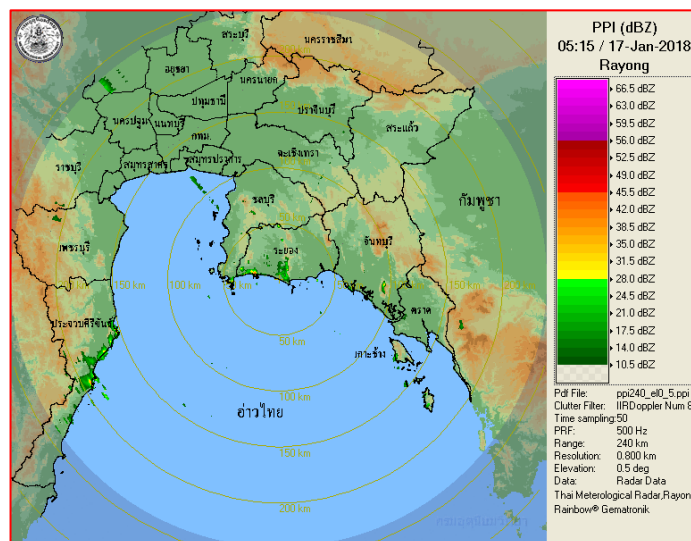 PPI (dBZ)
05:15 / 17-Jan-2018
Rayong
66.5 dBZ
63.0 dBZ
59.5 dBZ
56.0 dBZ
52.5 dBZ
49.0 dBZ
45.5 dBZ
42.0 dBZ
38.5 dBZ
35.0 dBZ
31.5 dBZ
28.0 dBZ
24.5 dBZ
21.0 dBZ
17.5 dBZ
14.0 dBZ
10.5 dBZ
Pdf File: ppi240_el0_5.ppi
Clutter Filter: IIRDoppler Num 8
Time sampling:50
PRF: 500 Hz
Range: 240 km
Resolution: 0.800 km
Elevation: 0.5 deg
Data: Radar Data
Thai Meterological Radar,Rayon
Rainbow® Gematronik
สระบุรี
นครราชสีมา
อยุธยา
นครนายก
ปทุมธานี
ปราจีนบุรี
นครปฐม
นนทบุรี
กทม.
สระแก้ว
ฉะเชิงเทรา
สมุทรสาคร
สมุทรปราการ
ราชบุรี
ชลบุรี
กัมพูชา
เพชรบุรี
ระยอง
จันทบุรี
150 km
100 km
ตราด
ประจวบคีรีขันธ์
50 km
เกาะช้าง
100 km
อ่าวไทย
150 km
200 km